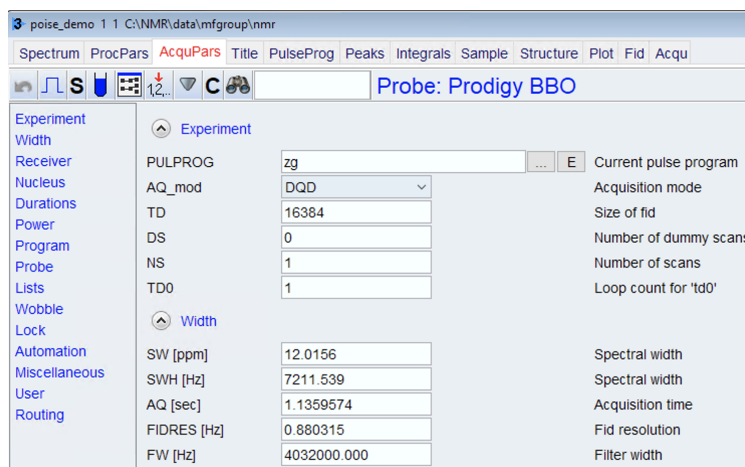 poise_demo 1 1 C:\NMR\data\mfgroup\nmr
Spectrum ProcPars AcquPars Title PulseProg Peaks Integrals Sample Structure Plot Fid Acqu
S 1,2,.. C Probe: Prodigy BBO
Experiment
Width
Receiver
Nucleus
Durations
Power
Program
Probe
Lists
Wobble
Lock
Automation
Miscellaneous
User
Routing
Experiment
PULPROG zg ... E Current pulse program
AQ_mod DQD Acquisition mode
TD 16384 Size of fid
DS 0 Number of dummy scans
NS 1 Number of scans
TD0 1 Loop count for 'td0'
Width
SW [ppm] 12.0156 Spectral width
SWH [Hz] 7211.539 Spectral width
AQ [sec] 1.1359574 Acquisition time
FIDRES [Hz] 0.880315 Fid resolution
FW [Hz] 4032000.000 Filter width